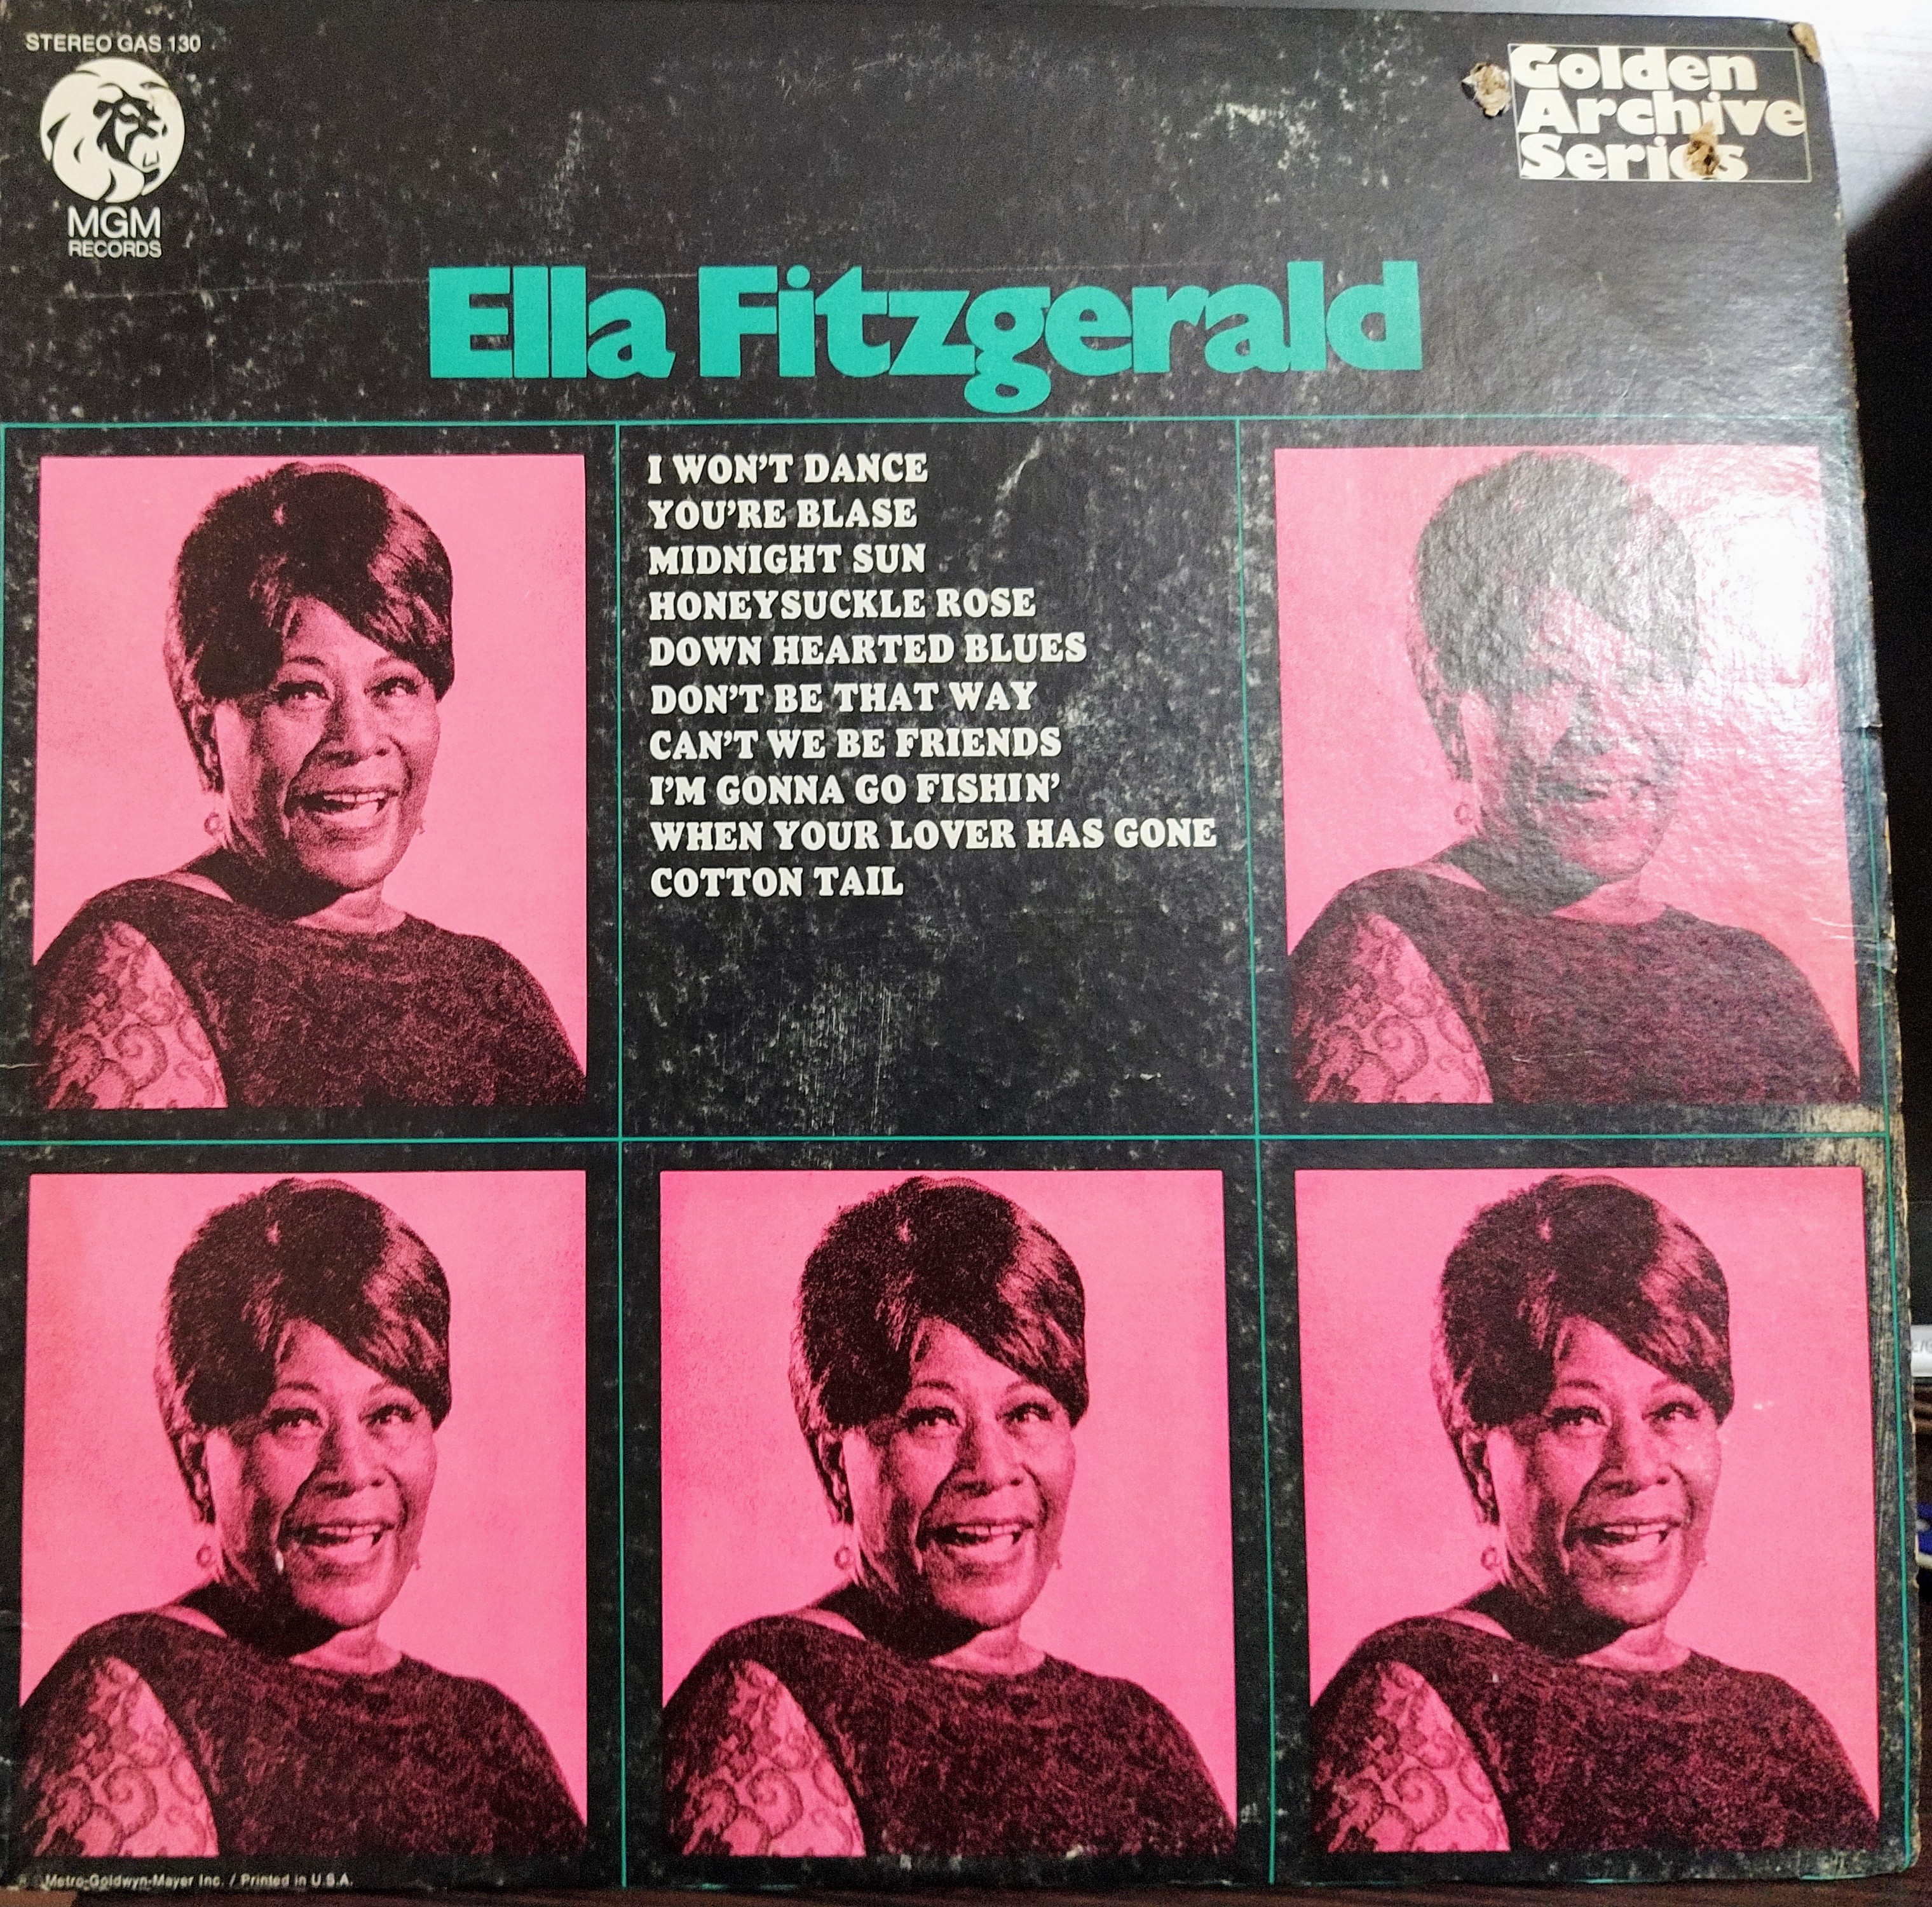 STEREO GAS 130
MGM
RECORDS
Golden
Archive
Series
Ella Fitzgerald
I WON'T DANCE
YOU'RE BLASE
MIDNIGHT SUN
HONEYSUCKLE ROSE
DOWN HEARTED BLUES
DON'T BE THAT WAY
CAN'T WE BE FRIENDS
I'M GONNA GO FISHIN'
WHEN YOUR LOVER HAS GONE
COTTON TAIL
Metro-Goldwyn-Mayer Inc. / Printed in U.S.A.